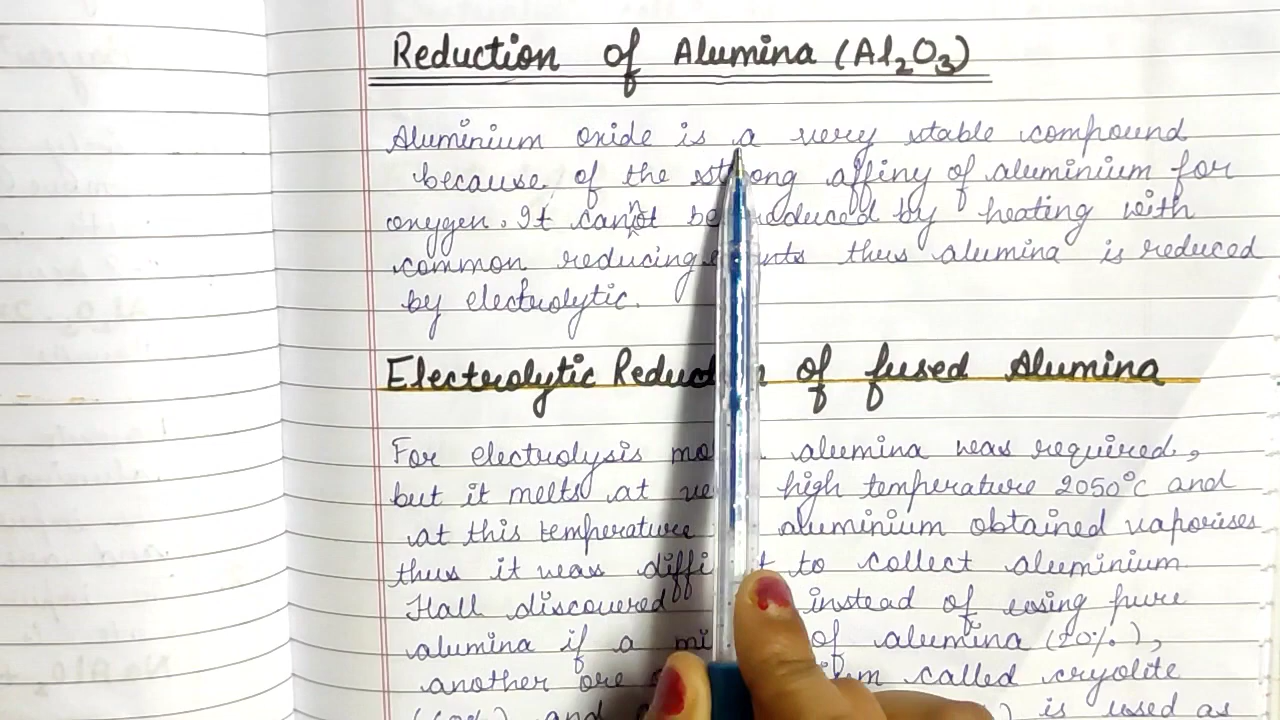 Reduction of Alumina (Al2O3)
Aluminium oxide is a very stable compound
because of the strong affiny of aluminium for
oxygen. It cannot be reduced by heating with
common reducing thus alumina is reduced
by electrolytic.
Electrolytic of fused Alumina
For electrolysis alumina was required,
but it melts at high temperature 2050°c and
at this temperature aluminium obtained vaporises
thus it was to collect aluminium
Hall discovered instead of using pure
alumina if a of alumina (20%),
another ore called cryolite
and is used as